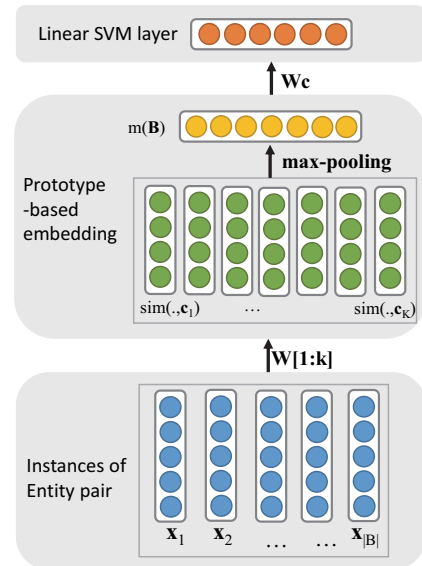 Linear SVM layer
Wc
m(B)
max-pooling
Prototype
-based
embedding
sim(.,c1) ... sim(.,cK)
W[1:k]
Instances of
Entity pair
x1 x2 ... ... x|B|